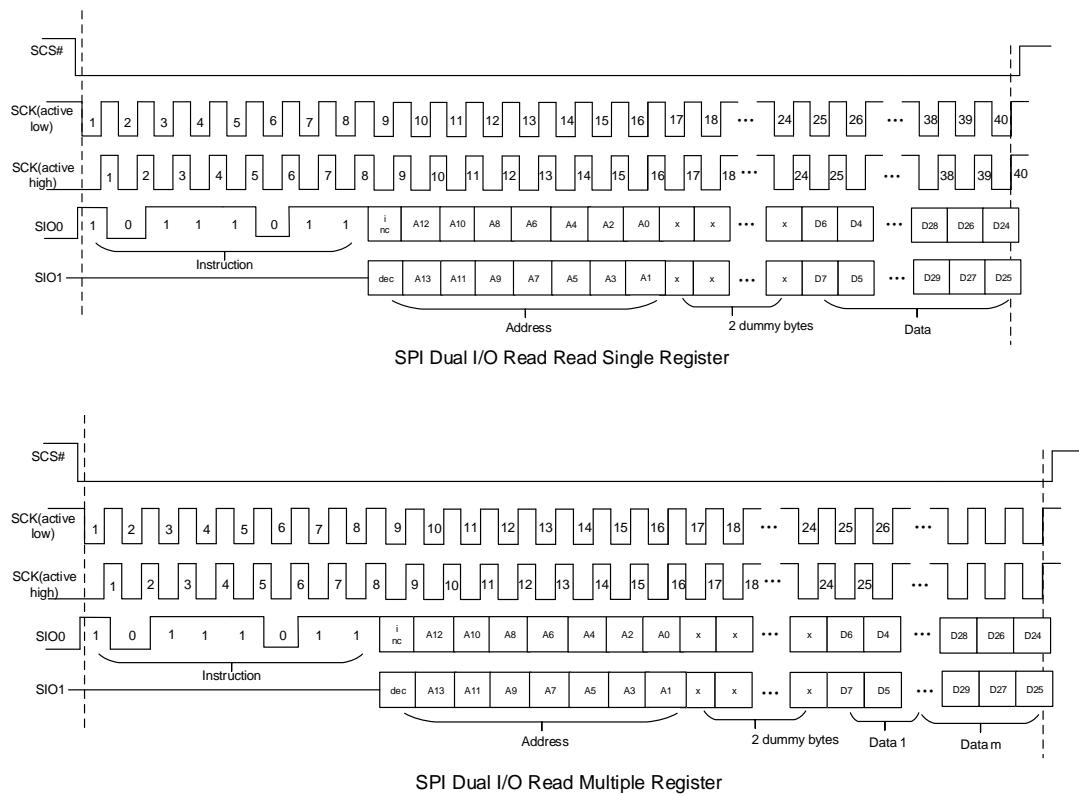 SCS#
SCK(active low) 1 2 3 4 5 6 7 8 9 10 11 12 13 14 15 16 17 18 ••• 24 25 26 ••• 38 39 40
SCK(active high) 1 2 3 4 5 6 7 8 9 10 11 12 13 14 15 16 17 18 ••• 24 25 ••• 38 39 40
SIO0 1 0 1 1 1 0 1 1 i nc A12 A10 A8 A6 A4 A2 A0 x x ••• x D6 D4 ••• D28 D26 D24
Instruction
SIO1 dec A13 A11 A9 A7 A5 A3 A1 x x ••• x D7 D5 ••• D29 D27 D25
Address 2 dummy bytes Data
SPI Dual I/O Read Read Single Register
SCS#
SCK(active low) 1 2 3 4 5 6 7 8 9 10 11 12 13 14 15 16 17 18 ••• 24 25 26 •••
SCK(active high) 1 2 3 4 5 6 7 8 9 10 11 12 13 14 15 16 17 18 ••• 24 25 •••
SIO0 1 0 1 1 1 0 1 1 i nc A12 A10 A8 A6 A4 A2 A0 x x ••• x D6 D4 ••• D28 D26 D24
Instruction
SIO1 dec A13 A11 A9 A7 A5 A3 A1 x x ••• x D7 D5 ••• D29 D27 D25
Address 2 dummy bytes Data 1 Data m
SPI Dual I/O Read Multiple Register